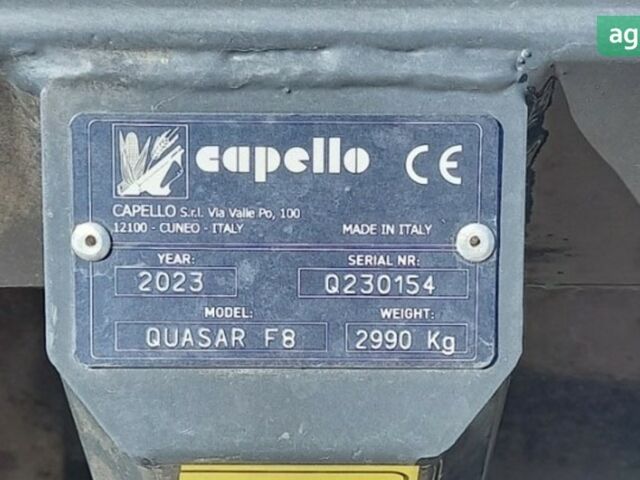 ag
capello CE
CAPELLO S.r.l. Via Valle Po, 100
12100 - CUNEO - ITALY MADE IN ITALY
YEAR: SERIAL NR:
2023 Q230154
MODEL: WEIGHT:
QUASAR F8 2990 Kg